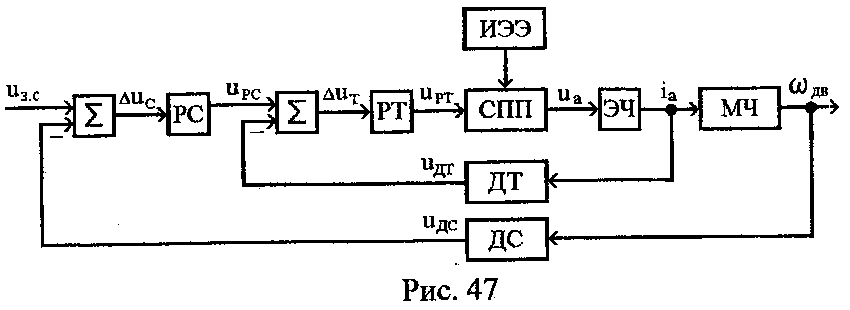 ИЭЭ
u з.с
Σ
Δu С
РС
u РС
Σ
Δu Т
РТ
u РТ
СПП
u а
ЭЧ
i а
МЧ
ω дв
–
–
u ДТ
ДТ
u ДС
ДС
Рис. 47